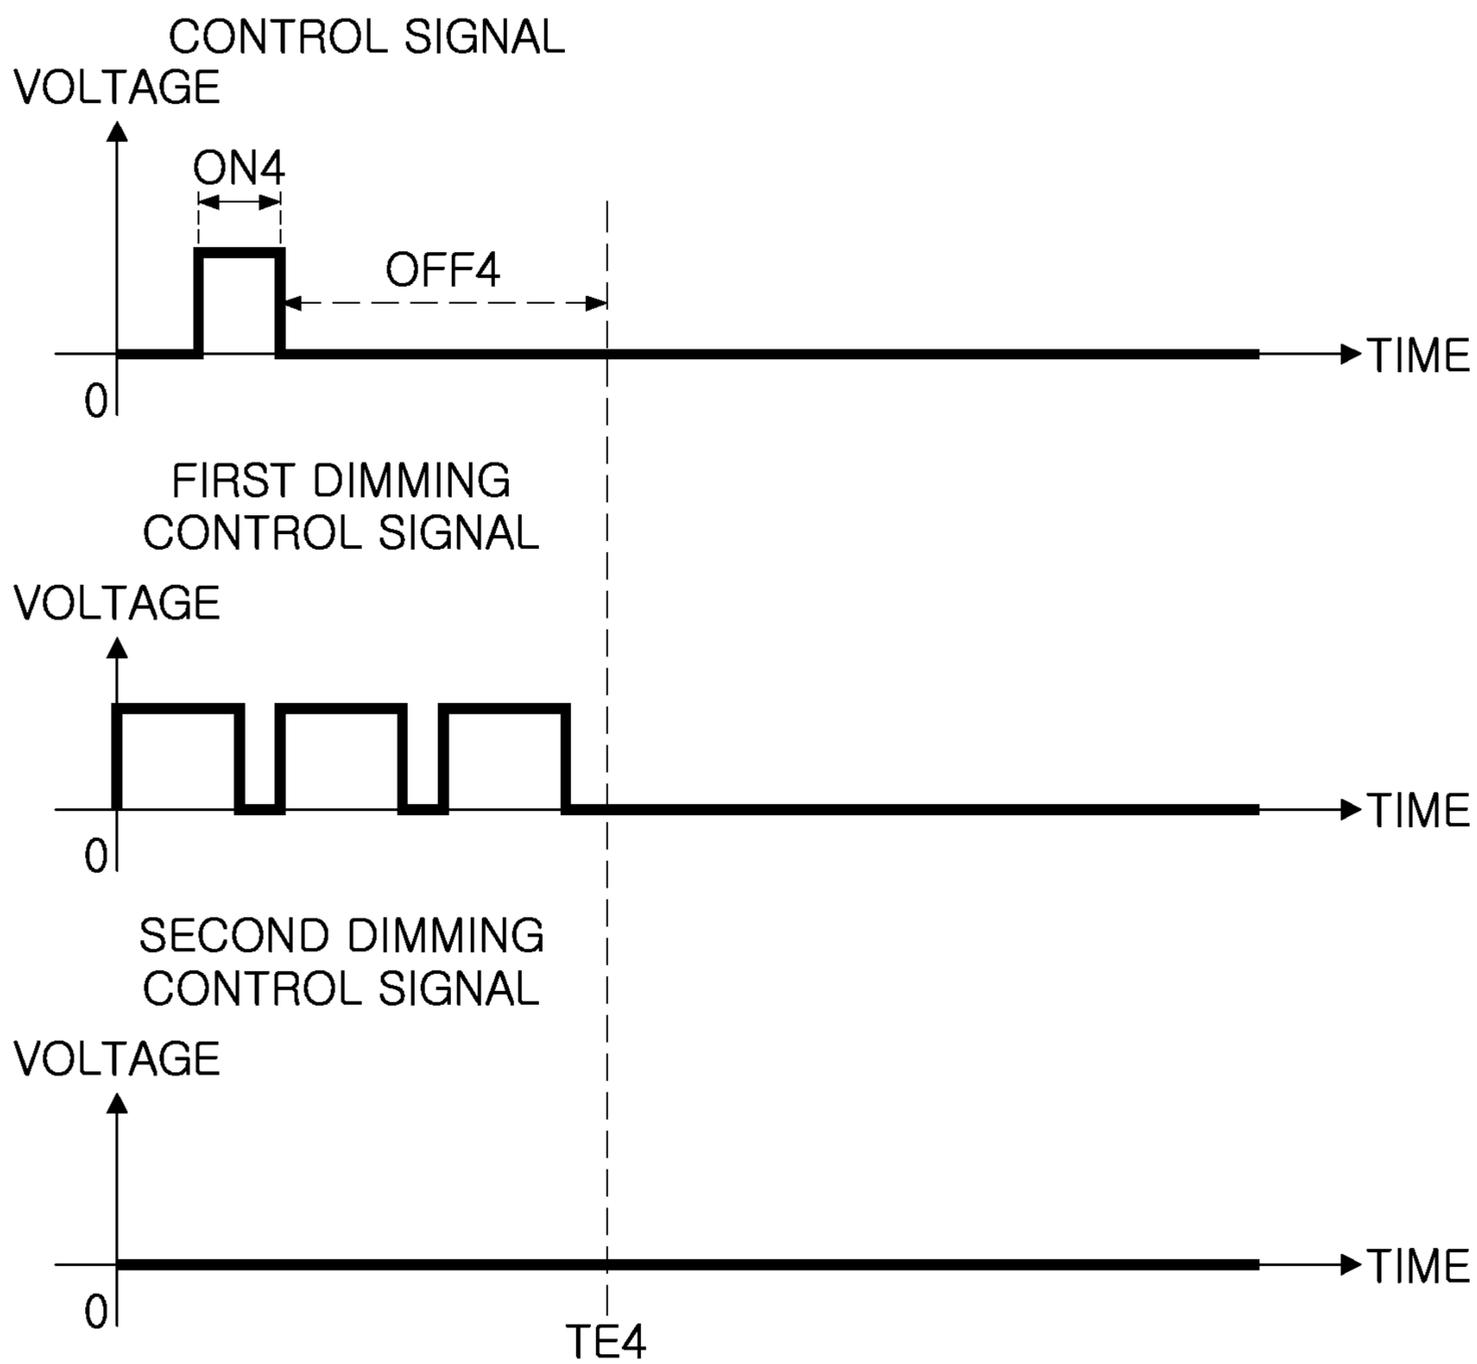 CONTROL SIGNAL
VOLTAGE
ON4
OFF4
TIME
0
FIRST DIMMING
CONTROL SIGNAL
VOLTAGE
TIME
0
SECOND DIMMING
CONTROL SIGNAL
VOLTAGE
TIME
0
TE4